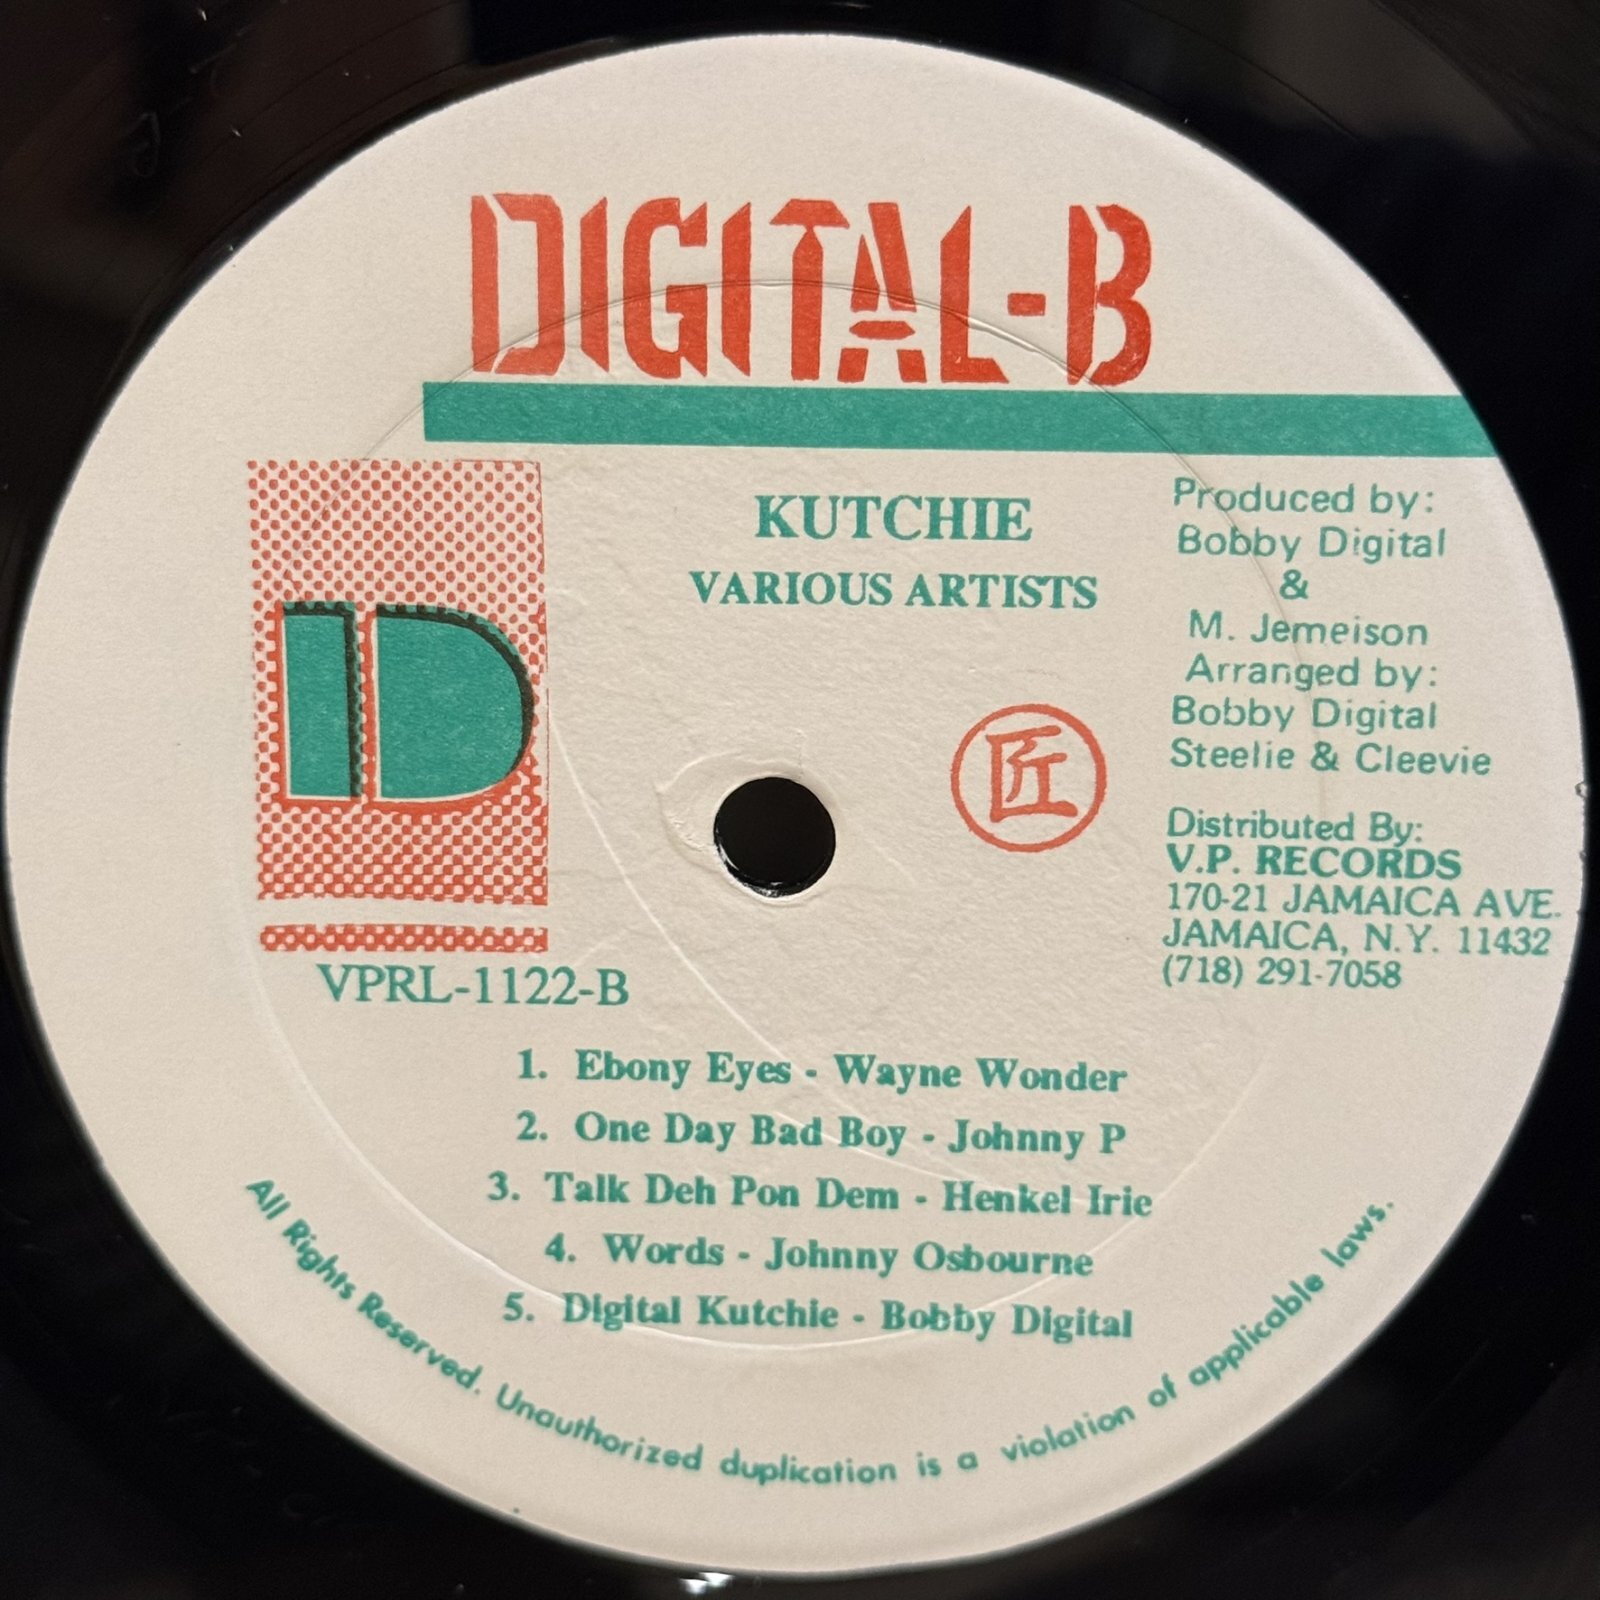 DIGITAL-B
KUTCHIE
VARIOUS ARTISTS
Produced by:
Bobby Digital
&
M. Jemeison
Arranged by:
Bobby Digital
Steelie & Cleevie
匠
Distributed By:
V.P. RECORDS
170-21 JAMAICA AVE.
JAMAICA, N.Y. 11432
(718) 291-7058
D
VPRL-1122-B
1. Ebony Eyes - Wayne Wonder
2. One Day Bad Boy - Johnny P
3. Talk Deh Pon Dem - Henkel Irie
4. Words - Johnny Osbourne
5. Digital Kutchie - Bobby Digital
All Rights Reserved. Unauthorized duplication is a violation of applicable laws.